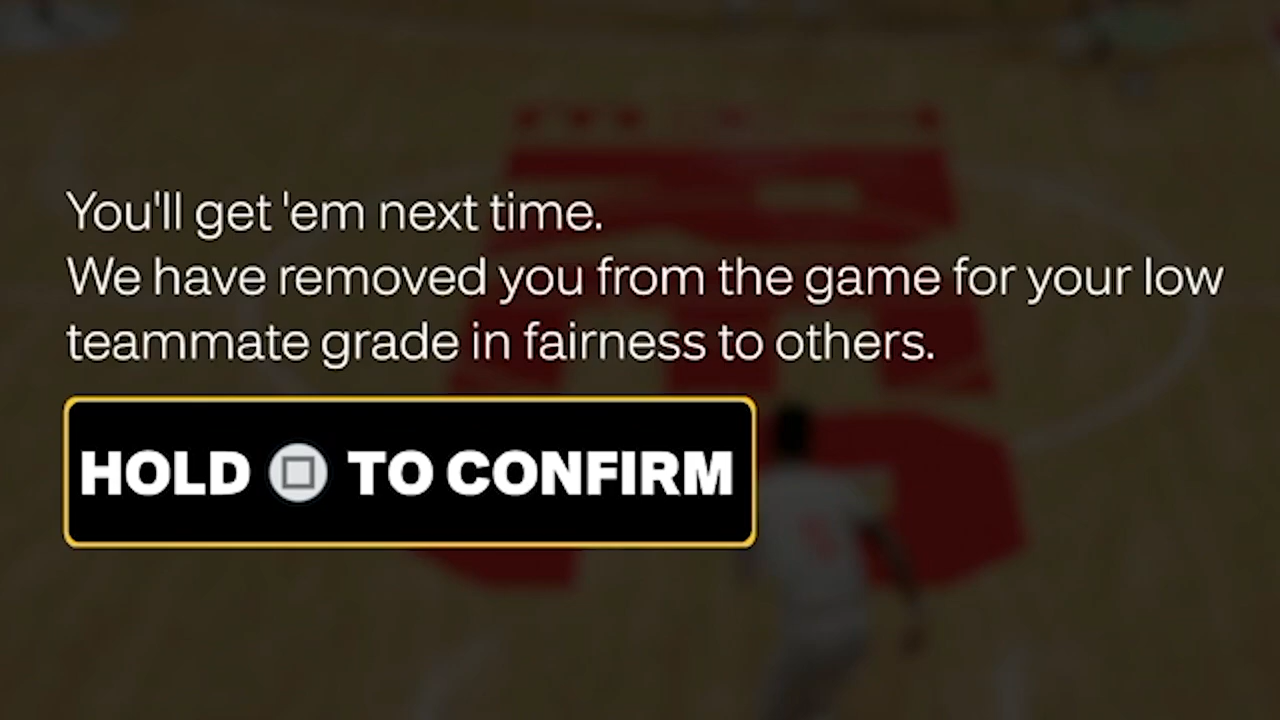 You'll get 'em next time.
We have removed you from the game for your low
teammate grade in fairness to others.
HOLD TO CONFIRM